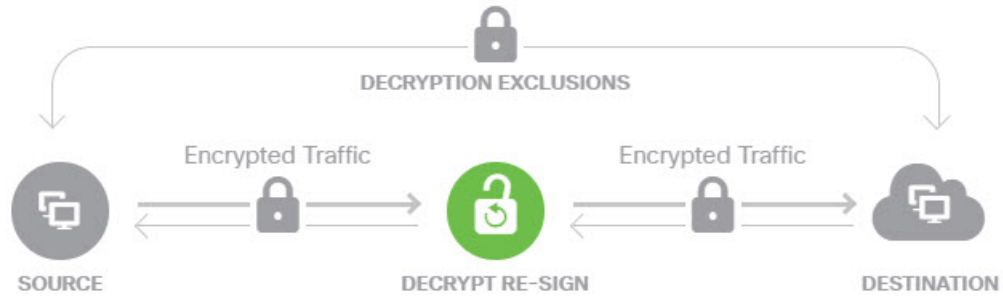 DECRYPTION EXCLUSIONS
Encrypted Traffic
Encrypted Traffic
SOURCE
DECRYPT RE-SIGN
DESTINATION